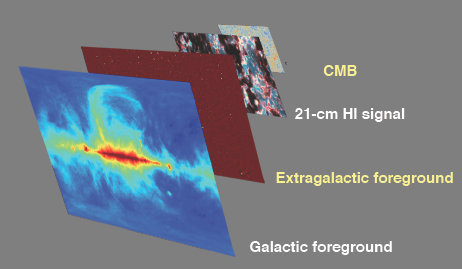 CMB
21-cm HI signal
Extragalactic foreground
Galactic foreground